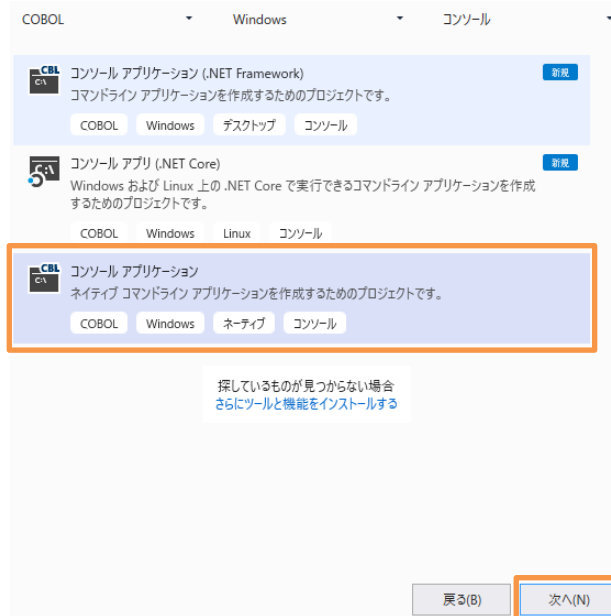 COBOL Windows コンソール
CBL
C:\
コンソール アプリケーション (.NET Framework) 新規
コマンドライン アプリケーションを作成するためのプロジェクトです。
COBOL Windows デスクトップ コンソール
C:\
コンソール アプリ (.NET Core) 新規
Windows および Linux 上の .NET Core で実行できるコマンドライン アプリケーションを作成
するためのプロジェクトです。
COBOL Windows Linux コンソール
CBL
C:\
コンソール アプリケーション
ネイティブ コマンドライン アプリケーションを作成するためのプロジェクトです。
COBOL Windows ネーティブ コンソール
探しているものが見つからない場合
さらにツールと機能をインストールする
戻る(B) 次へ(N)